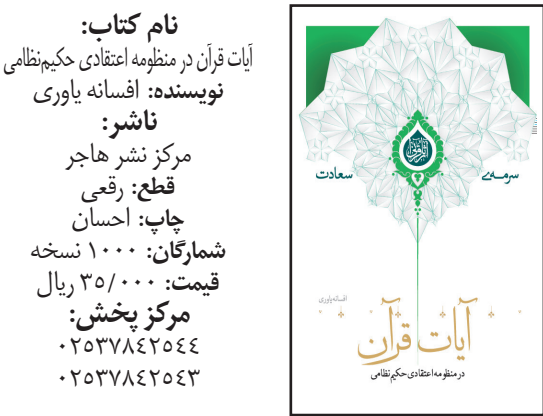 نام کتاب:
آیات قرآن در منظومه اعتقادی حکیم‌نظامی
نویسنده: افسانه یاوری
ناشر:
مرکز نشر هاجر
قطع: رقعی
چاپ: احسان
شمارگان: ۱۰۰۰ نسخه
قیمت: ۳۵/۰۰۰ ریال
مرکز پخش:
۰۲۵۳۷۸٤۲۵٤٤
۰۲۵۳۷۸٤۲۵٤۳
سرمه‌ی
سعادت
افسانه یاوری
آیات قرآن
در منظومه اعتقادی حکیم نظامی